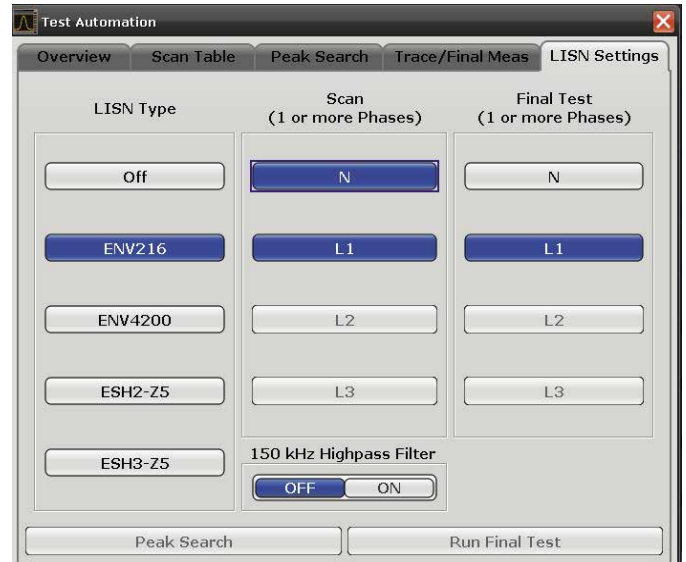 Test Automation
Overview Scan Table Peak Search Trace/Final Meas LISN Settings
LISN Type
Scan
(1 or more Phases)
Final Test
(1 or more Phases)
Off N N
ENV216 L1 L1
ENV4200 L2 L2
ESH2-Z5 L3 L3
ESH3-Z5
150 kHz Highpass Filter
OFF ON
Peak Search Run Final Test